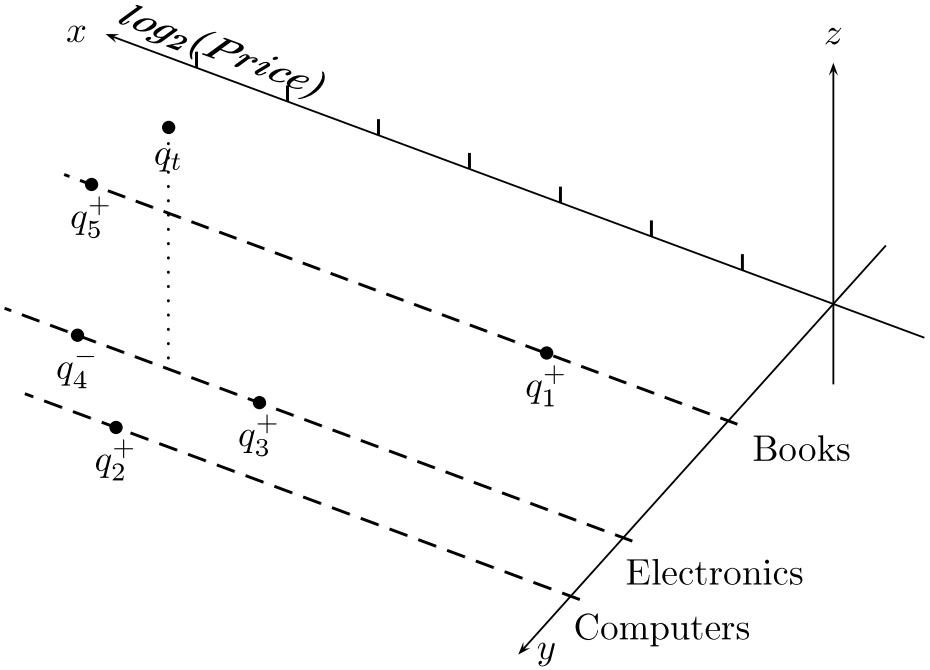 x
log₂(Price)
z
qₜ
q₅⁺
q₄⁻
q₁⁺
q₃⁺
q₂⁺
Books
Electronics
Computers
y